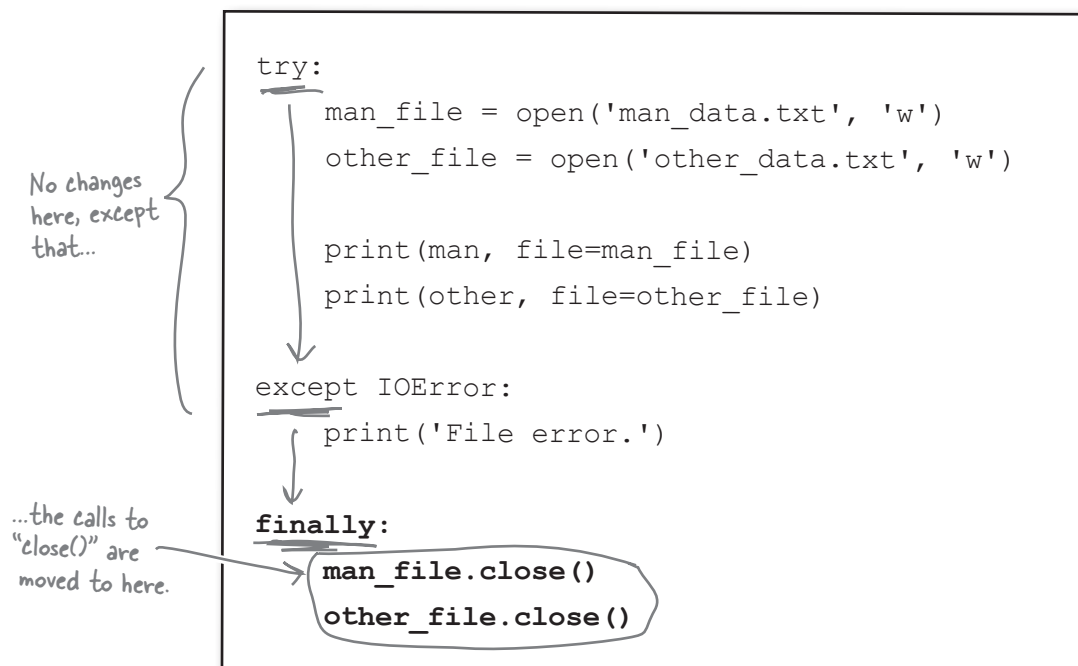 try:
man_file = open('man_data.txt', 'w')
other_file = open('other_data.txt', 'w')
No changes
here, except
that...
print(man, file=man_file)
print(other, file=other_file)
except IOError:
print('File error.')
...the calls to
"close()" are
moved to here.
finally:
man_file.close()
other_file.close()